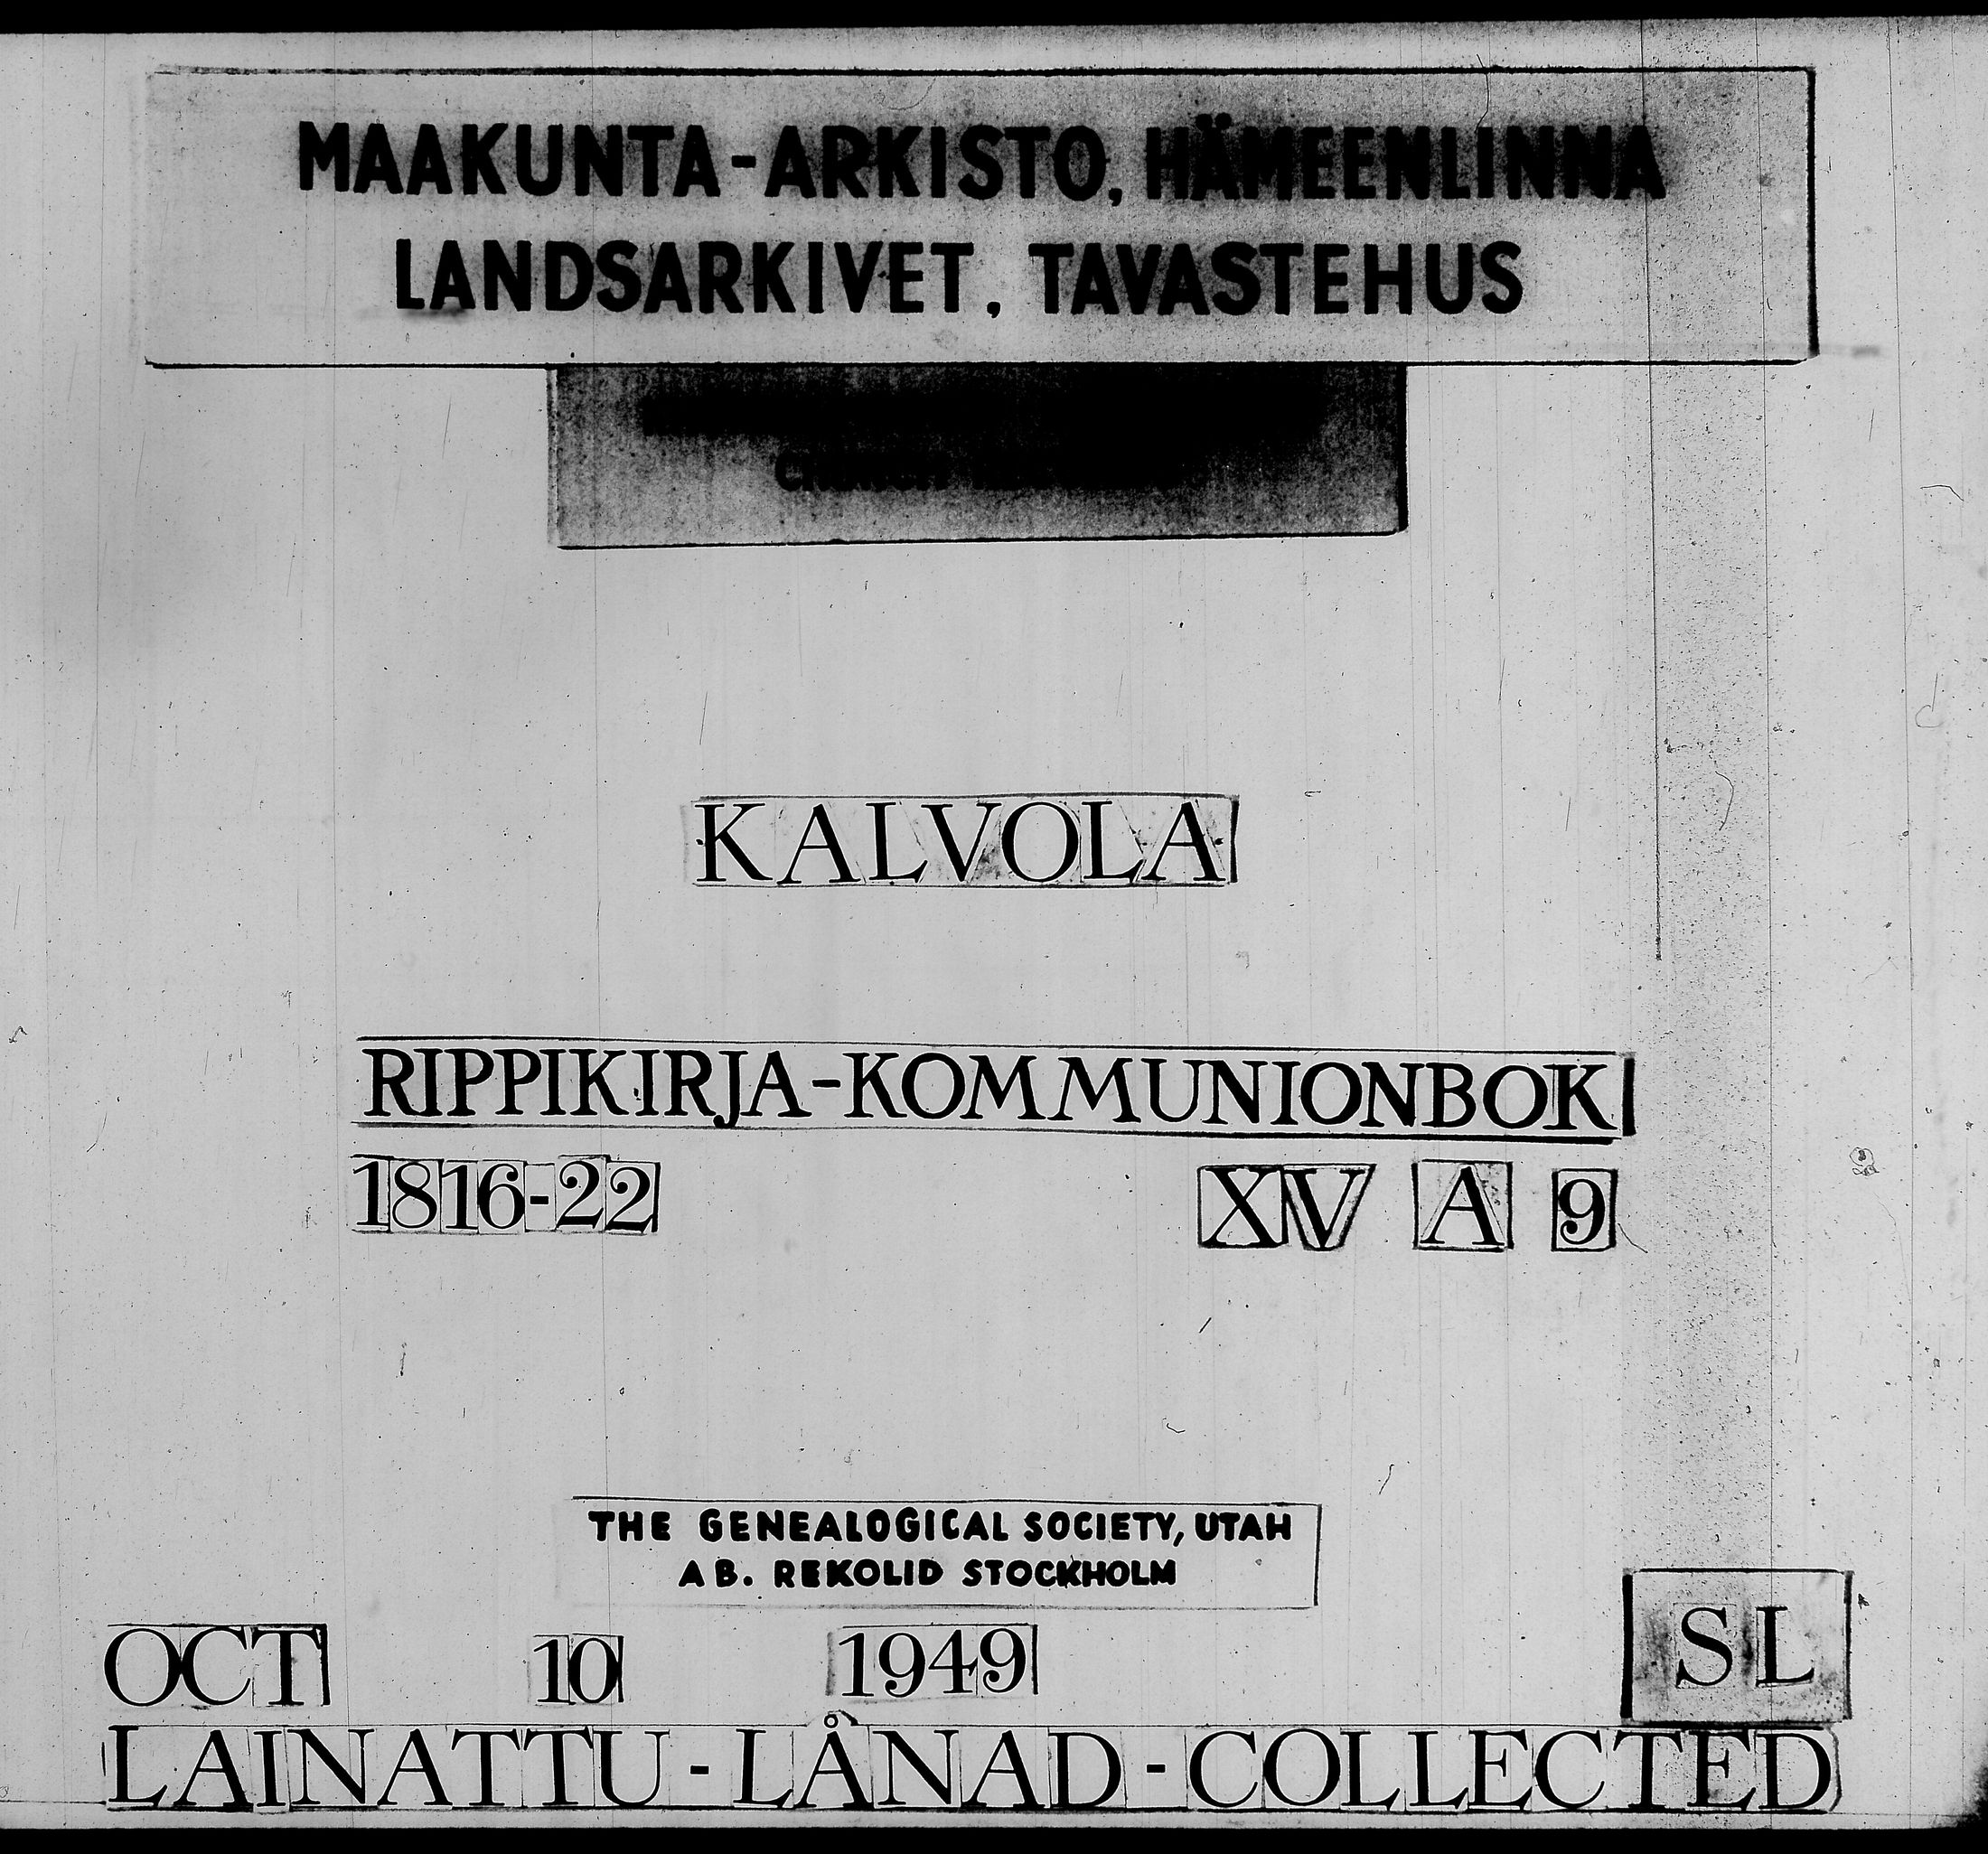 MAAKUNTA-ARKISTO, HÄMEENLINNA
LANDSARKIVET, TAVASTEHUS
CHURCH
KALVOLA
RIPPIKIRJA-KOMMUNIONBOK
1816-22 XV A 9
THE GENEALOGICAL SOCIETY, UTAH
AB. REKOLID STOCKHOLM
SL
OCT 10 1949
LAINATTU-LÅNAD-COLLECTED